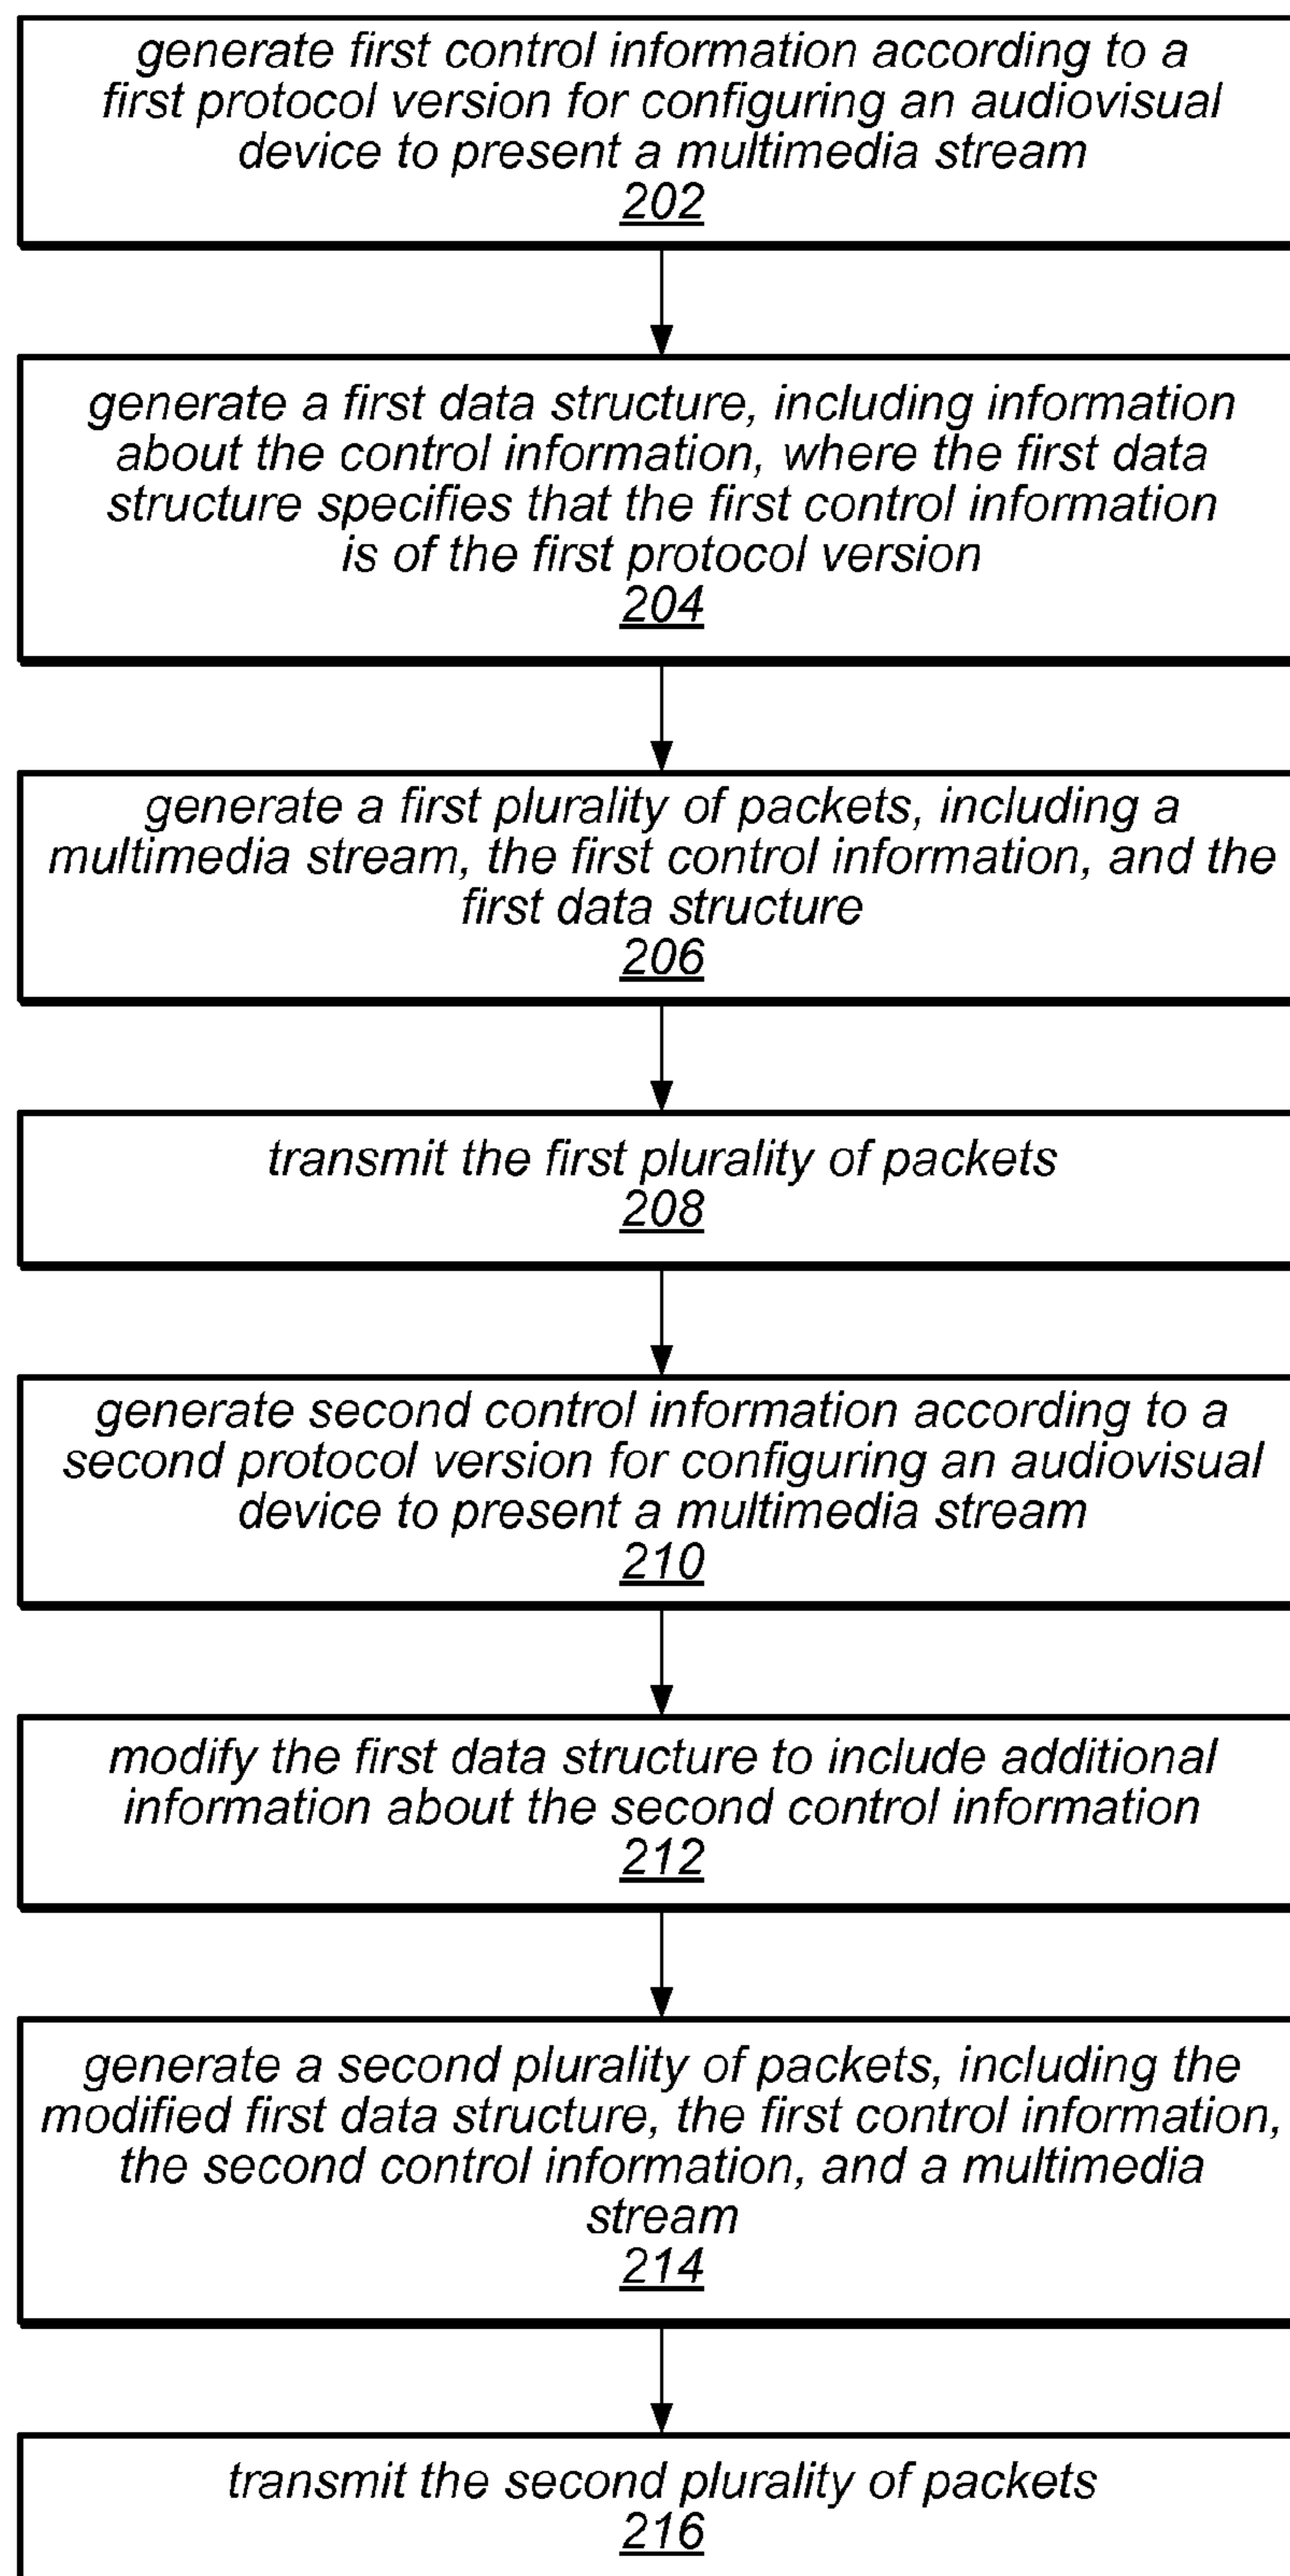 generate first control information according to a
first protocol version for configuring an audiovisual
device to present a multimedia stream
202
generate a first data structure, including information
about the control information, where the first data
structure specifies that the first control information
is of the first protocol version
204
generate a first plurality of packets, including a
multimedia stream, the first control information, and the
first data structure
206
transmit the first plurality of packets
208
generate second control information according to a
second protocol version for configuring an audiovisual
device to present a multimedia stream
210
modify the first data structure to include additional
information about the second control information
212
generate a second plurality of packets, including the
modified first data structure, the first control information,
the second control information, and a multimedia
stream
214
transmit the second plurality of packets
216